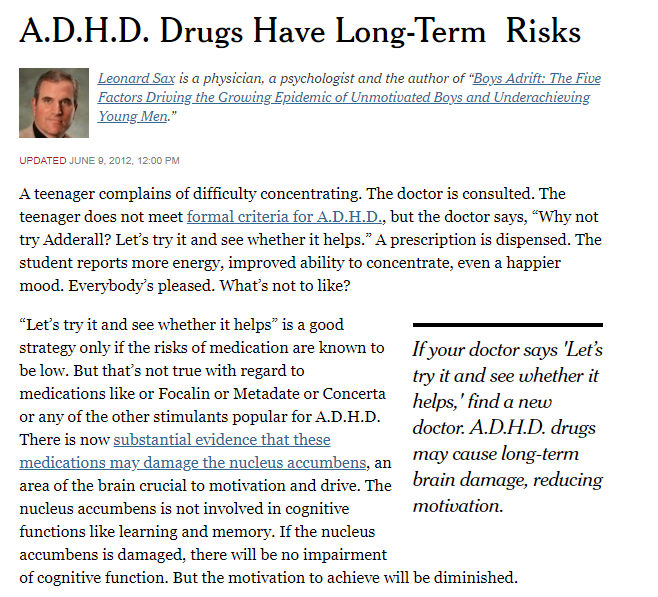 A.D.H.D. Drugs Have Long-Term Risks
Leonard Sax is a physician, a psychologist and the author of “Boys Adrift: The Five
Factors Driving the Growing Epidemic of Unmotivated Boys and Underachieving
Young Men.”
UPDATED JUNE 9, 2012, 12:00 PM
A teenager complains of difficulty concentrating. The doctor is consulted. The
teenager does not meet formal criteria for A.D.H.D., but the doctor says, “Why not
try Adderall? Let’s try it and see whether it helps.” A prescription is dispensed. The
student reports more energy, improved ability to concentrate, even a happier
mood. Everybody’s pleased. What’s not to like?
“Let’s try it and see whether it helps” is a good
strategy only if the risks of medication are known to
be low. But that’s not true with regard to
medications like or Focalin or Metadate or Concerta
or any of the other stimulants popular for A.D.H.D.
There is now substantial evidence that these
medications may damage the nucleus accumbens, an
area of the brain crucial to motivation and drive. The
nucleus accumbens is not involved in cognitive
functions like learning and memory. If the nucleus
accumbens is damaged, there will be no impairment
of cognitive function. But the motivation to achieve will be diminished.
If your doctor says 'Let’s
try it and see whether it
helps,' find a new
doctor. A.D.H.D. drugs
may cause long-term
brain damage, reducing
motivation.